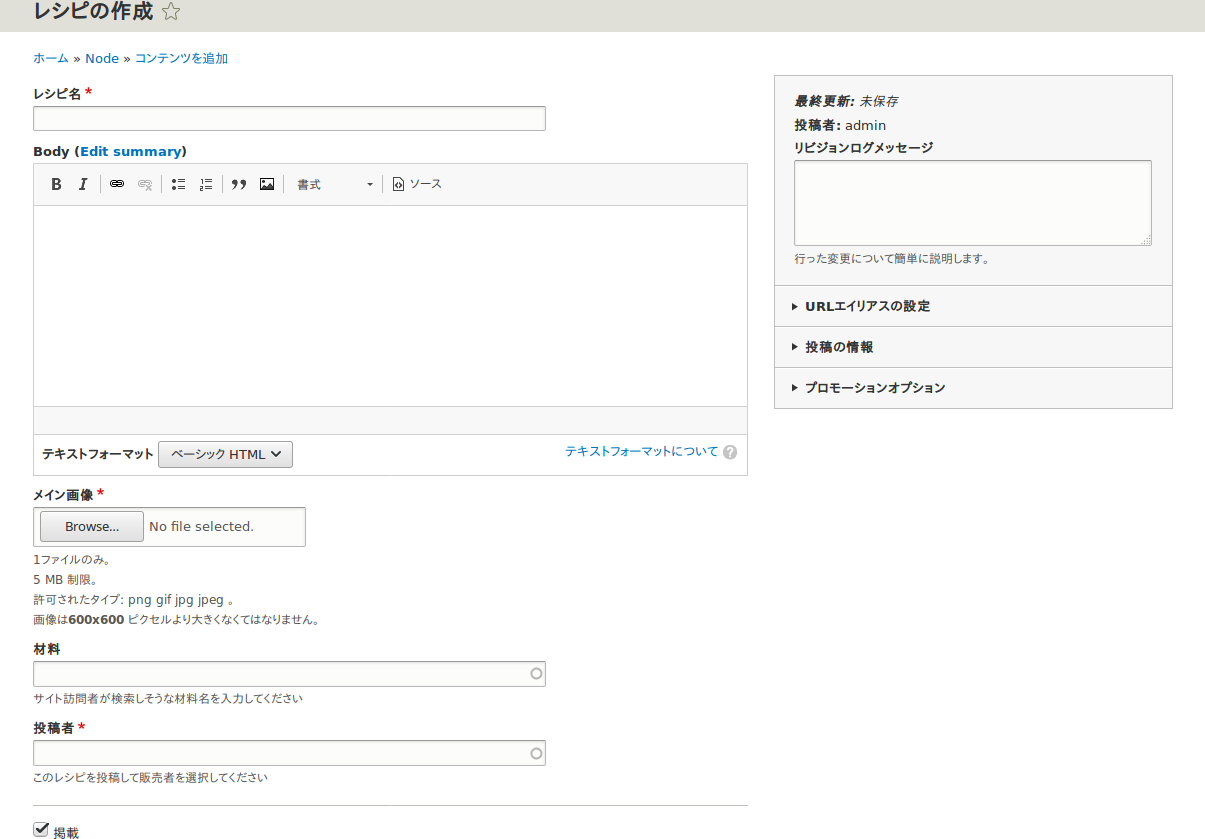 レシピの作成
ホーム » Node » コンテンツを追加
レシピ名 *
Body (Edit summary)
B I 書式 ソース
テキストフォーマット ベーシック HTML テキストフォーマットについて ?
メイン画像 *
Browse... No file selected.
1ファイルのみ。
5 MB 制限。
許可されたタイプ: png gif jpg jpeg 。
画像は600x600 ピクセルより大きくなくてはなりません。
材料
サイト訪問者が検索しそうな材料名を入力してください
投稿者 *
このレシピを投稿して販売者を選択してください
掲載
最終更新: 未保存
投稿者: admin
リビジョンログメッセージ
行った変更について簡単に説明します。
URLエイリアスの設定
投稿の情報
プロモーションオプション